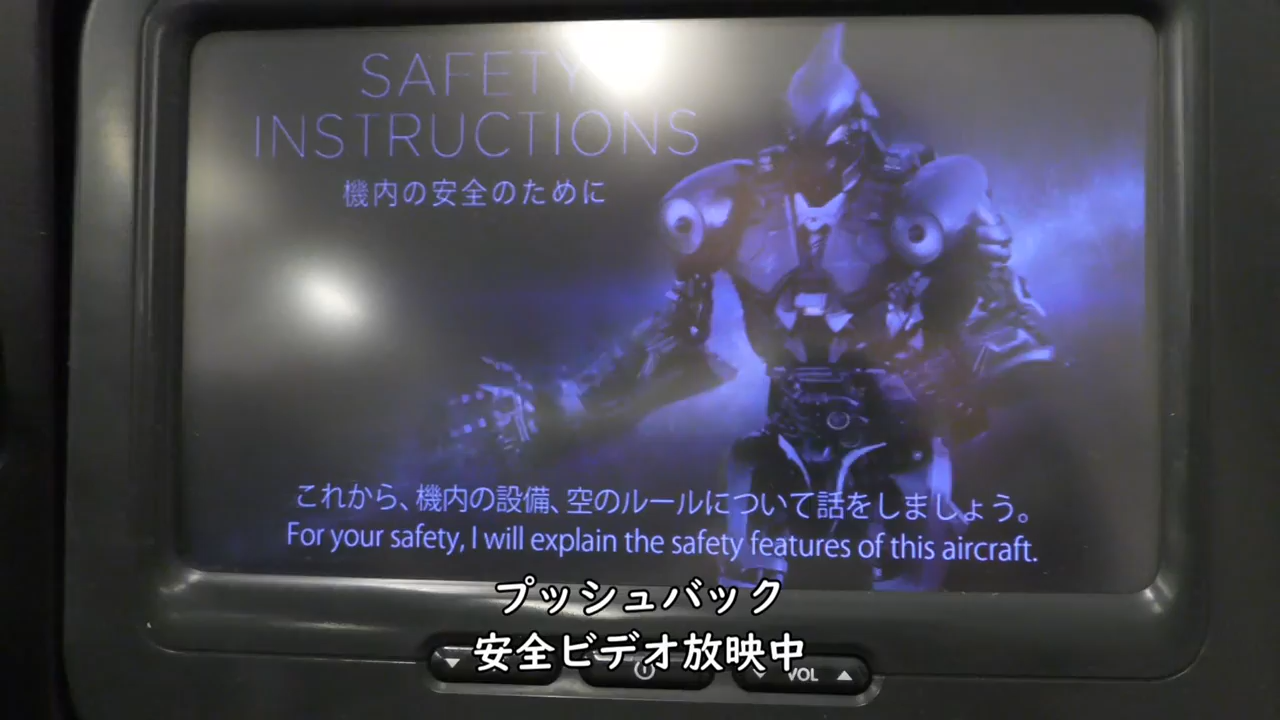 SAFETY
INSTRUCTIONS
機内の安全のために
これから、機内の設備、空のルールについて話をしましょう。
For your safety, I will explain the safety features of this aircraft.
プッシュバック
安全ビデオ放映中
VOL